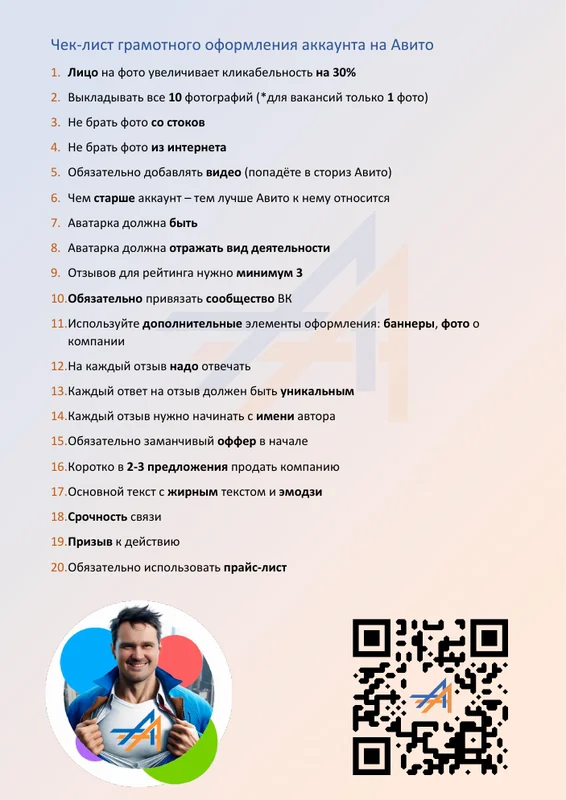 Чек-лист грамотного оформления аккаунта на Авито
1. Лицо на фото увеличивает кликабельность на 30%
2. Выкладывать все 10 фотографий (*для вакансий только 1 фото)
3. Не брать фото со стоков
4. Не брать фото из интернета
5. Обязательно добавлять видео (попадёте в сториз Авито)
6. Чем старше аккаунт – тем лучше Авито к нему относится
7. Аватарка должна быть
8. Аватарка должна отражать вид деятельности
9. Отзывов для рейтинга нужно минимум 3
10.Обязательно привязать сообщество ВК
11.Используйте дополнительные элементы оформления: баннеры, фото о
компании
12.На каждый отзыв надо отвечать
13.Каждый ответ на отзыв должен быть уникальным
14.Каждый отзыв нужно начинать с имени автора
15.Обязательно заманчивый оффер в начале
16.Коротко в 2-3 предложения продать компанию
17.Основной текст с жирным текстом и эмодзи
18.Срочность связи
19.Призыв к действию
20.Обязательно использовать прайс-лист